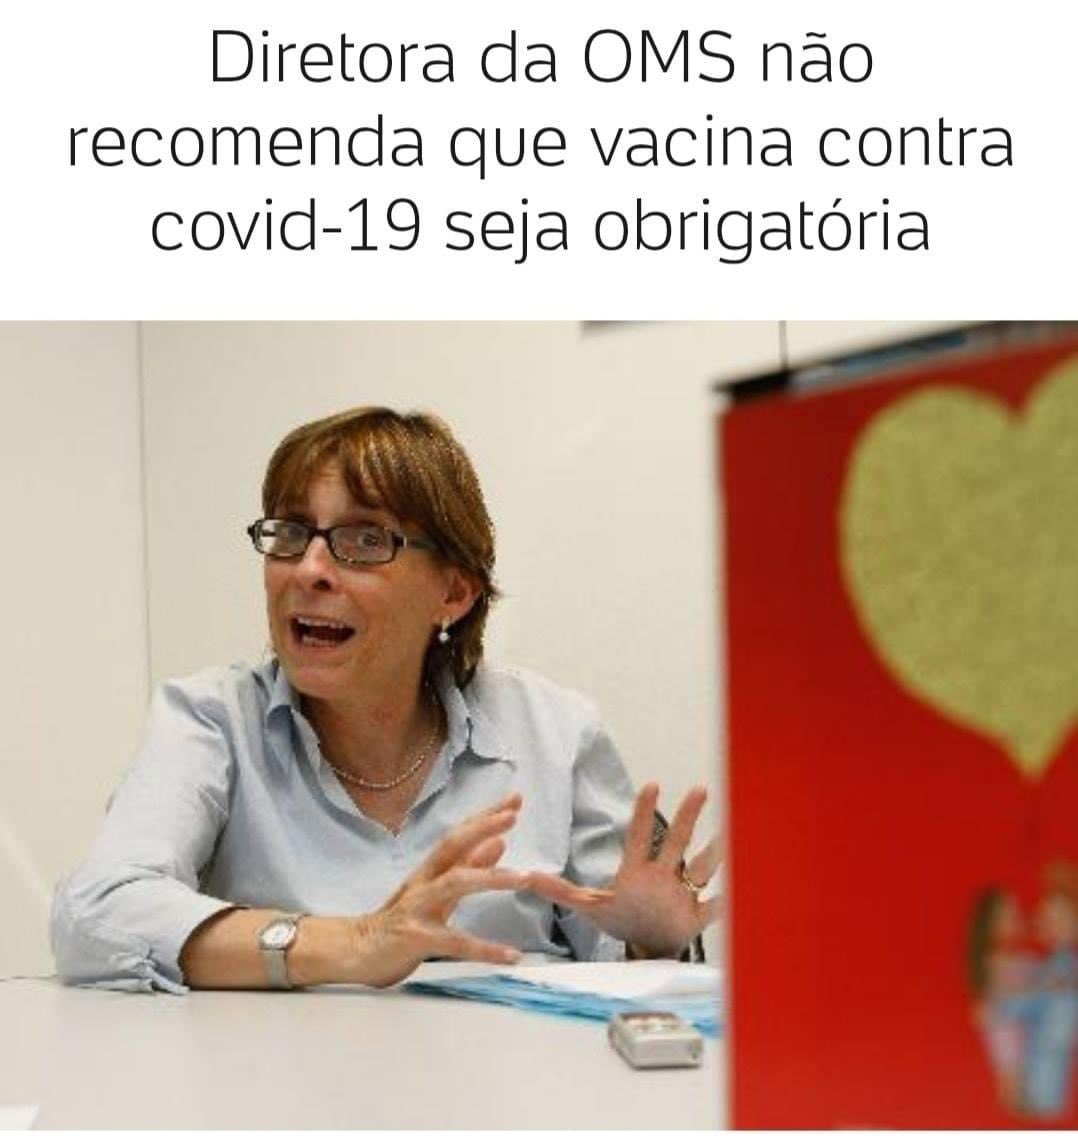 Diretora da OMS não
recomenda que vacina contra
covid-19 seja obrigatória